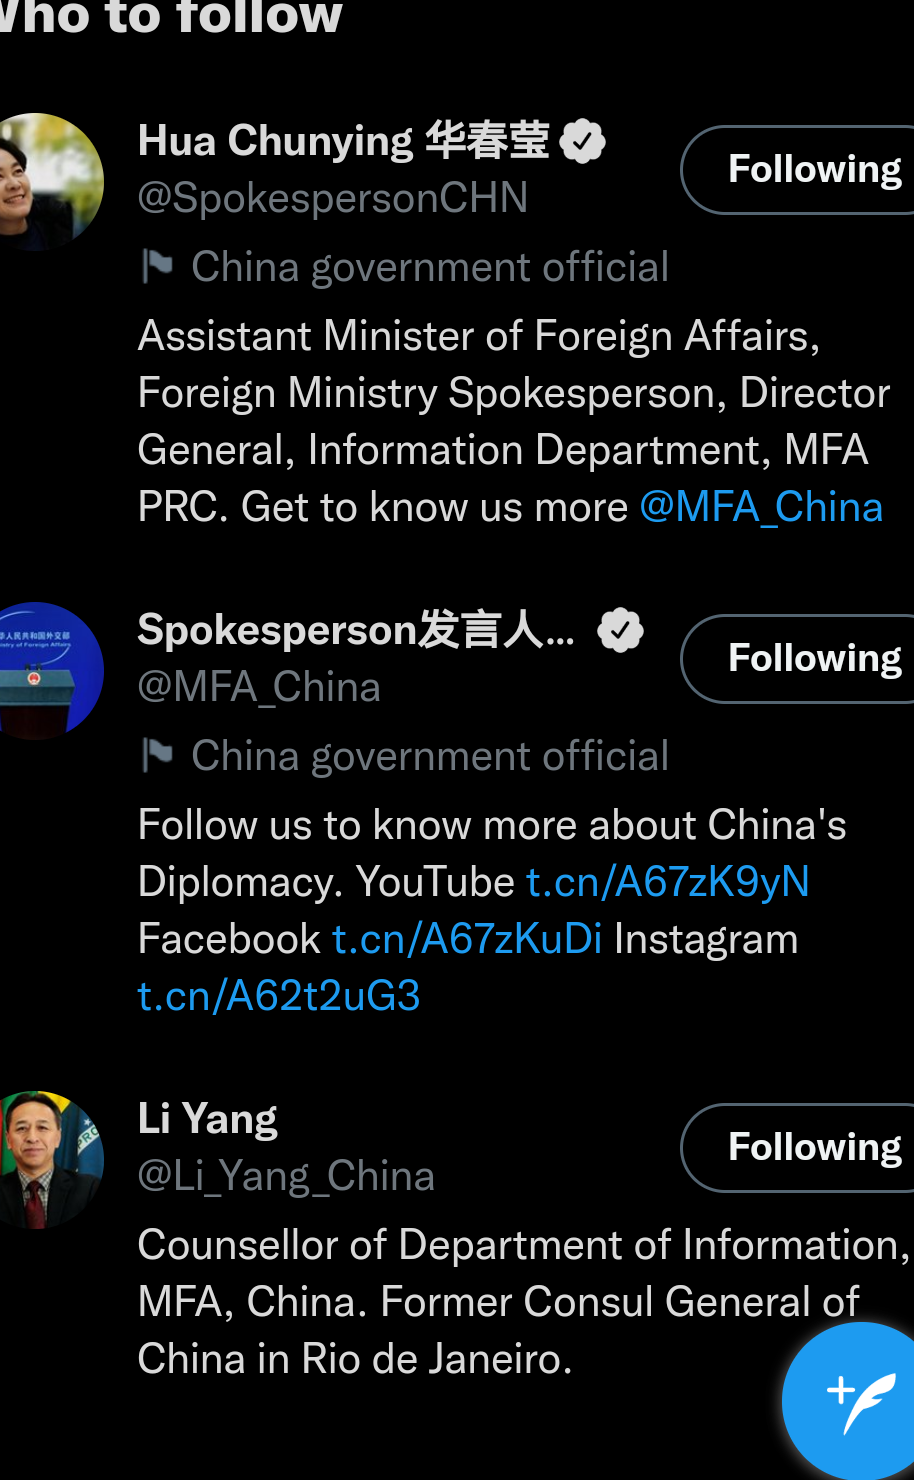 Who to follow
Hua Chunying 华春莹
Following
@SpokespersonCHN
China government official
Assistant Minister of Foreign Affairs,
Foreign Ministry Spokesperson, Director
General, Information Department, MFA
PRC. Get to know us more @MFA_China
Spokesperson发言人...
Following
@MFA_China
China government official
Follow us to know more about China's
Diplomacy. YouTube t.cn/A67zK9yN
Facebook t.cn/A67zKuDi Instagram
t.cn/A62t2uG3
Li Yang
Following
@Li_Yang_China
Counsellor of Department of Information,
MFA, China. Former Consul General of
China in Rio de Janeiro.